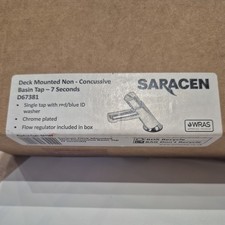 Deck Mounted Non - Concussive
Basin Tap – 7 Seconds
D67381
• Single tap with red/blue ID
washer
• Chrome plated
• Flow regulator included in box
SARACEN
WRAS